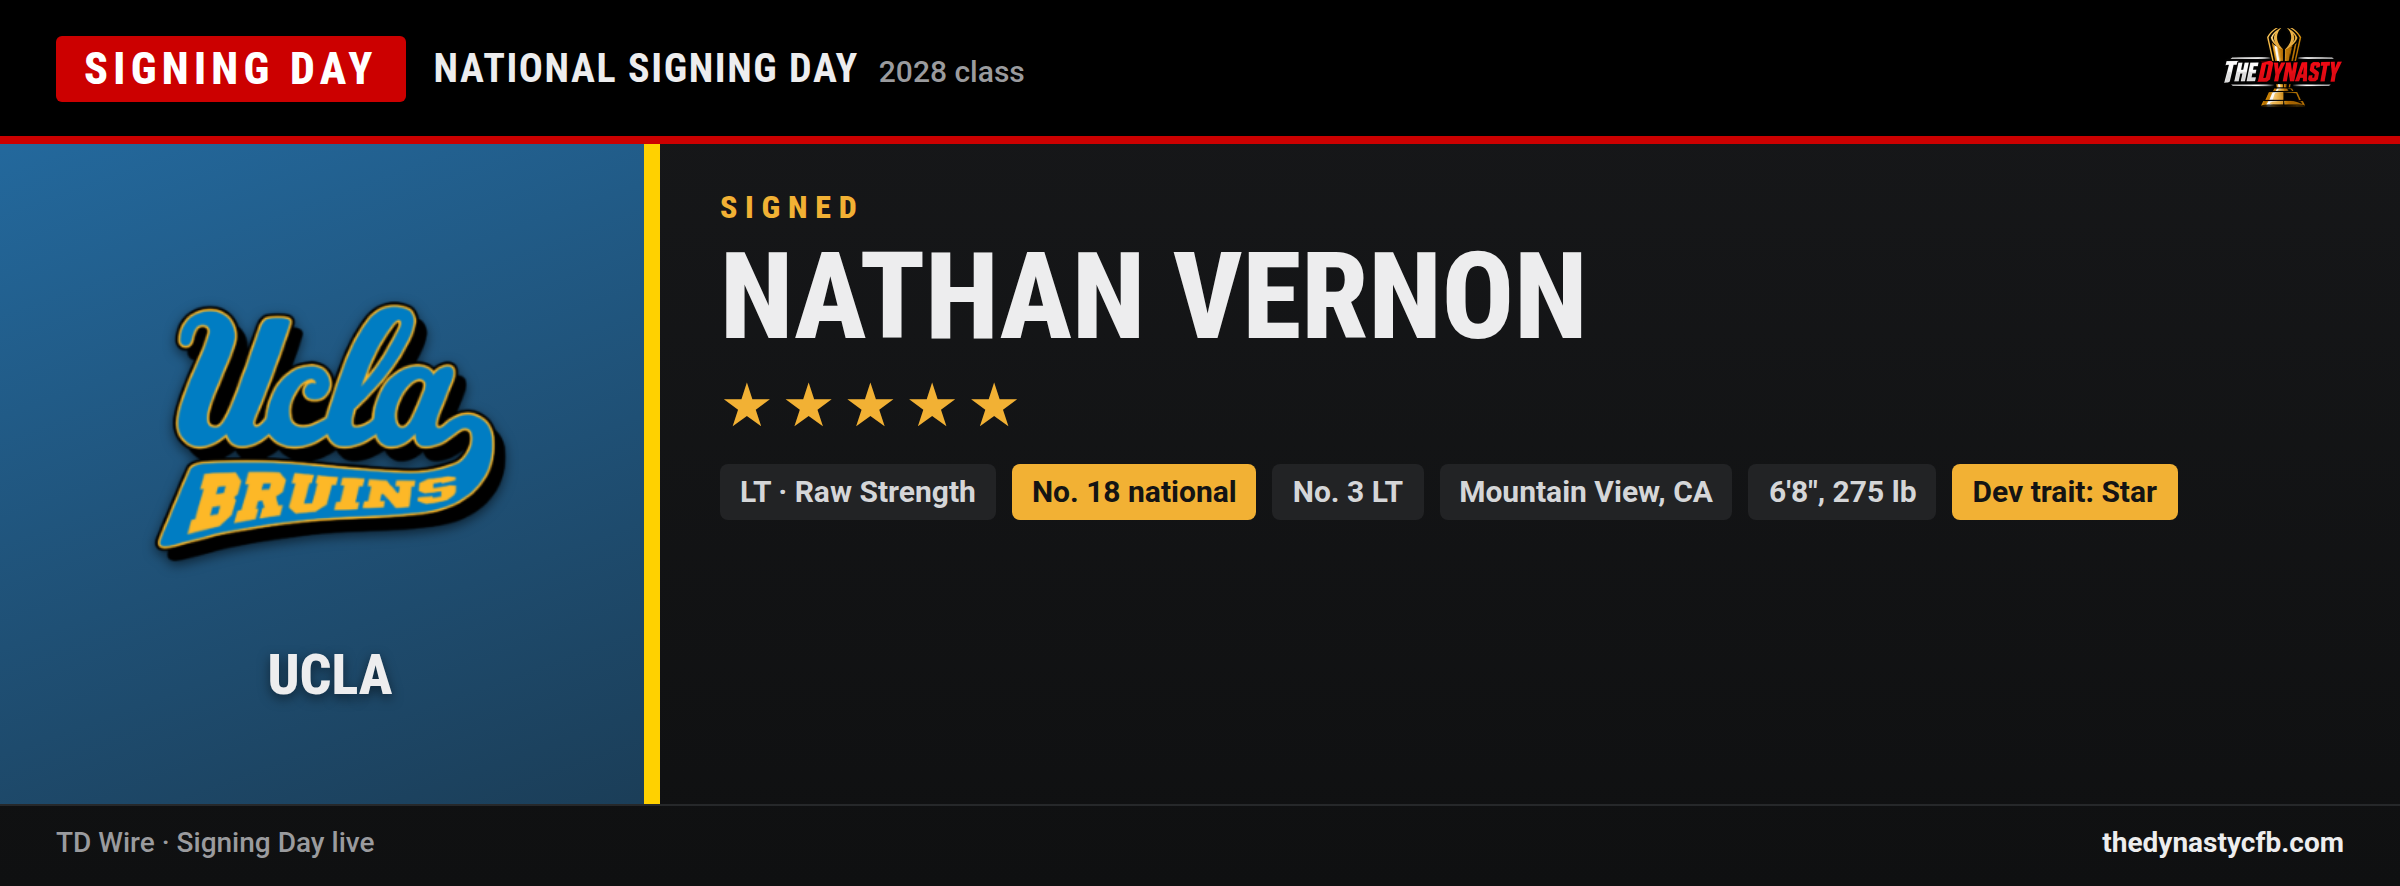 SIGNING DAY
NATIONAL SIGNING DAY 2028 class
THE DYNASTY
Ucla
BRUINS
UCLA
SIGNED
NATHAN VERNON
★★★★★
LT · Raw Strength
No. 18 national
No. 3 LT
Mountain View, CA
6'8", 275 lb
Dev trait: Star
TD Wire · Signing Day live
thedynastycfb.com